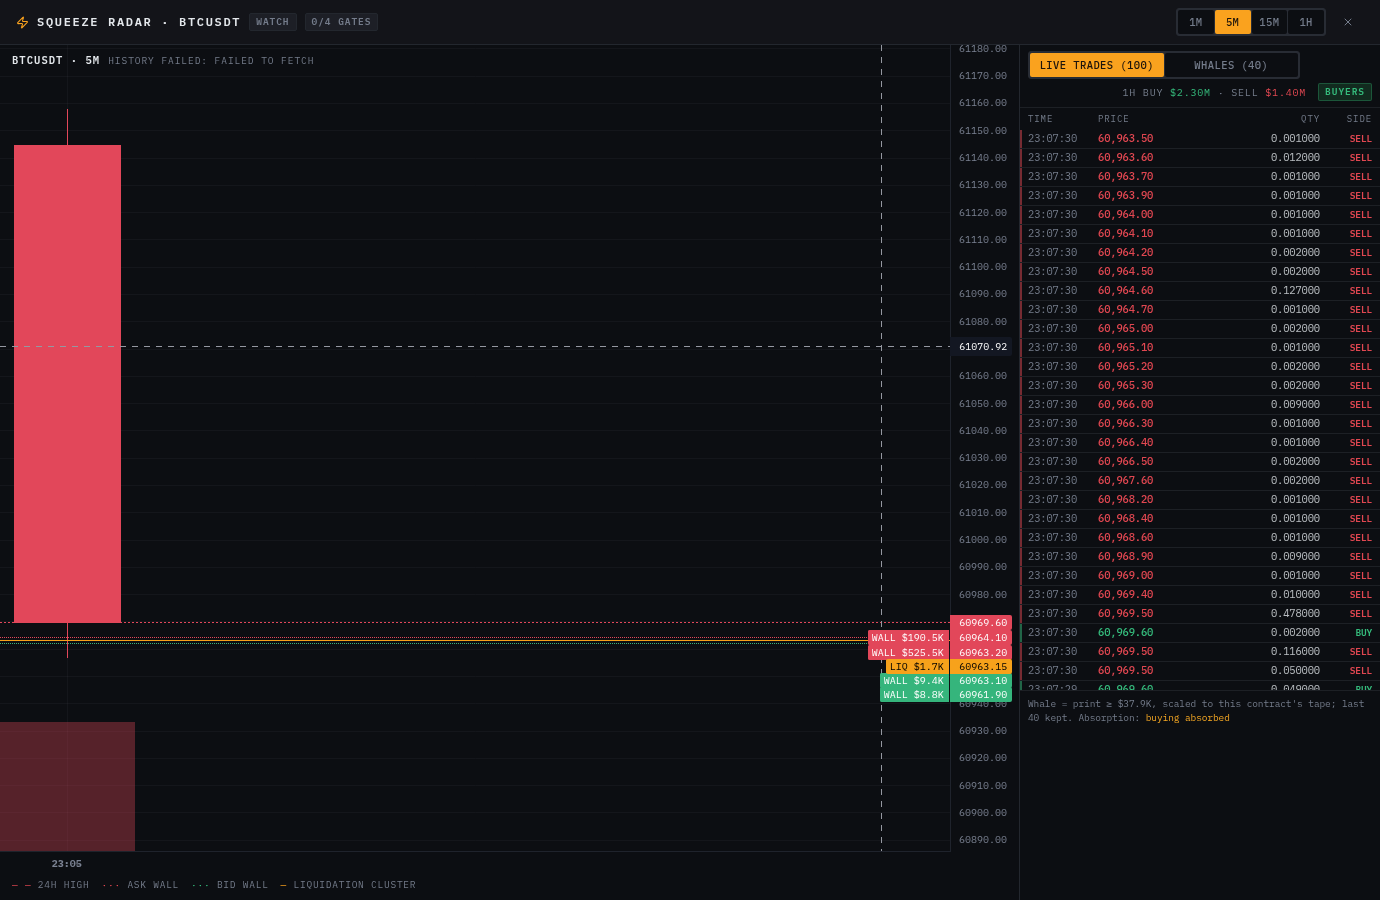 SQUEEZE RADAR · BTCUSDT WATCH 0/4 GATES
1M 5M 15M 1H
BTCUSDT · 5M HISTORY FAILED: FAILED TO FETCH
61180.00
61170.00
61160.00
61150.00
61140.00
61130.00
61120.00
61110.00
61100.00
61090.00
61080.00
61070.92
61060.00
61050.00
61040.00
61030.00
61020.00
61010.00
61000.00
60990.00
60980.00
60969.60
WALL $190.5K 60964.10
WALL $525.5K 60963.20
LIQ $1.7K 60963.15
WALL $9.4K 60963.10
WALL $8.8K 60961.90
60940.00
60930.00
60920.00
60910.00
60900.00
60890.00
23:05
— — 24H HIGH ··· ASK WALL ··· BID WALL — LIQUIDATION CLUSTER
LIVE TRADES (100) WHALES (40)
1H BUY $2.30M · SELL $1.40M BUYERS
TIME PRICE QTY SIDE
23:07:30 60,963.50 0.001000 SELL
23:07:30 60,963.60 0.012000 SELL
23:07:30 60,963.70 0.001000 SELL
23:07:30 60,963.90 0.001000 SELL
23:07:30 60,964.00 0.001000 SELL
23:07:30 60,964.10 0.001000 SELL
23:07:30 60,964.20 0.002000 SELL
23:07:30 60,964.50 0.002000 SELL
23:07:30 60,964.60 0.127000 SELL
23:07:30 60,964.70 0.001000 SELL
23:07:30 60,965.00 0.002000 SELL
23:07:30 60,965.10 0.001000 SELL
23:07:30 60,965.20 0.002000 SELL
23:07:30 60,965.30 0.002000 SELL
23:07:30 60,966.00 0.009000 SELL
23:07:30 60,966.30 0.001000 SELL
23:07:30 60,966.40 0.001000 SELL
23:07:30 60,966.50 0.002000 SELL
23:07:30 60,967.60 0.002000 SELL
23:07:30 60,968.20 0.001000 SELL
23:07:30 60,968.40 0.001000 SELL
23:07:30 60,968.60 0.001000 SELL
23:07:30 60,968.90 0.009000 SELL
23:07:30 60,969.00 0.001000 SELL
23:07:30 60,969.40 0.010000 SELL
23:07:30 60,969.50 0.478000 SELL
23:07:30 60,969.60 0.002000 BUY
23:07:30 60,969.50 0.116000 SELL
23:07:30 60,969.50 0.050000 SELL
23:07:29 60,969.60 0.049000 BUY
Whale = print ≥ $37.9K, scaled to this contract's tape; last
40 kept. Absorption: buying absorbed